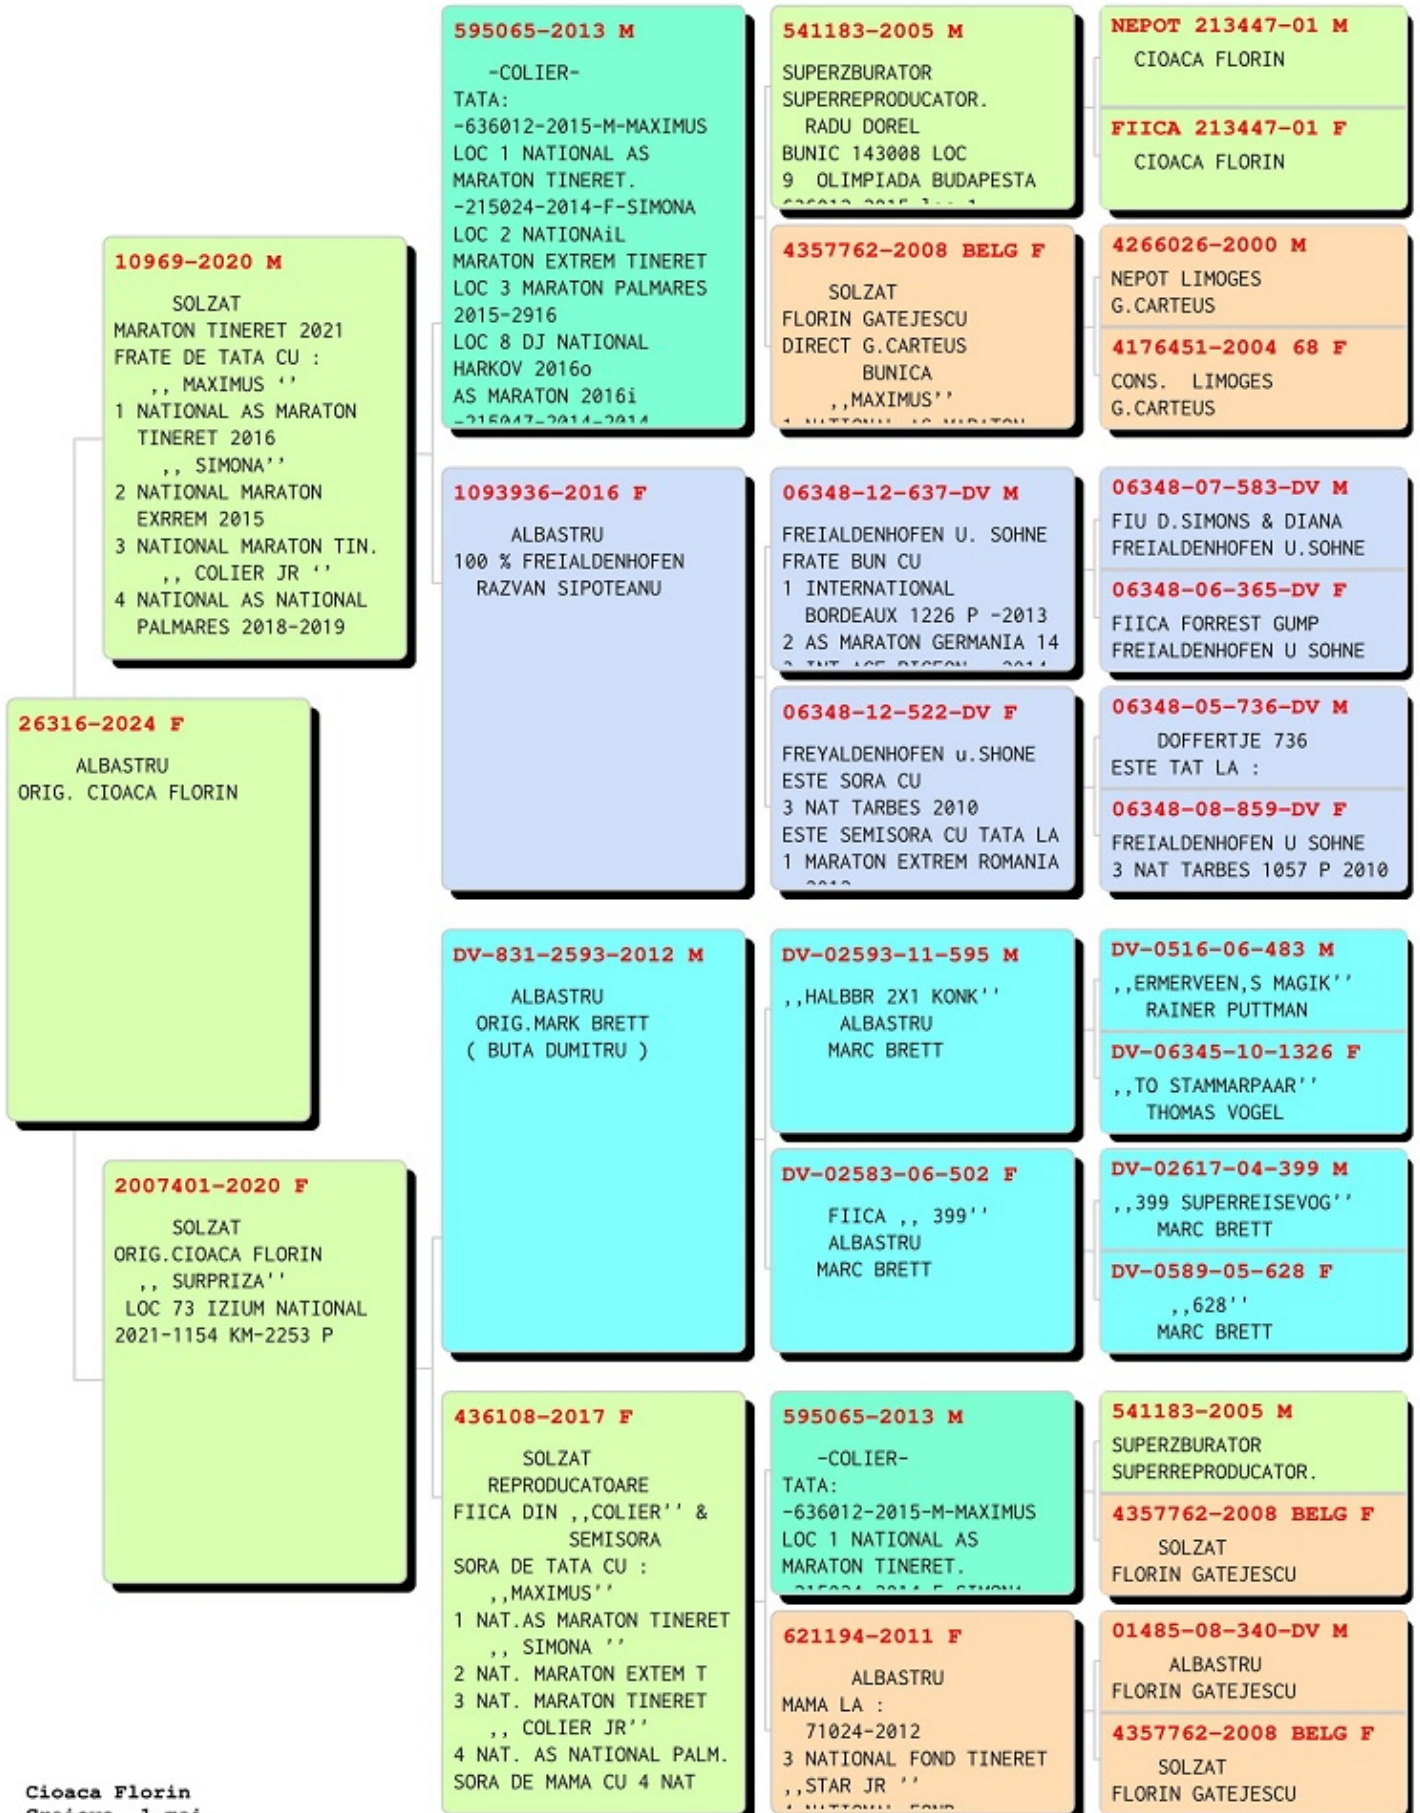 26316-2024 F
ALBASTRU
ORIG. CIOACA FLORIN
10969-2020 M
SOLZAT
MARATON TINERET 2021
FRATE DE TATA CU :
,, MAXIMUS ‘’
1 NATIONAL AS MARATON
TINERET 2016
,, SIMONA’’
2 NATIONAL MARATON
EXRREM 2015
3 NATIONAL MARATON TIN.
,, COLIER JR ‘’
4 NATIONAL AS NATIONAL
PALMARES 2018-2019
2007401-2020 F
SOLZAT
ORIG.CIOACA FLORIN
,, SURPRIZA’’
LOC 73 IZIUM NATIONAL
2021-1154 KM-2253 P
595065-2013 M
-COLIER-
TATA:
-636012-2015-M-MAXIMUS
LOC 1 NATIONAL AS
MARATON TINERET.
-215024-2014-F-SIMONA
LOC 2 NATIONAiL
MARATON EXTREM TINERET
LOC 3 MARATON PALMARES
2015-2916
LOC 8 DJ NATIONAL
HARKOV 2016o
AS MARATON 2016i
-215047-2014-2014
1093936-2016 F
ALBASTRU
100 % FREIALDENHOFEN
RAZVAN SIPOTEANU
DV-831-2593-2012 M
ALBASTRU
ORIG.MARK BRETT
( BUTA DUMITRU )
436108-2017 F
SOLZAT
REPRODUCATOARE
FIICA DIN ,,COLIER’’ &
SEMISORA
SORA DE TATA CU :
,,MAXIMUS’’
1 NAT.AS MARATON TINERET
,, SIMONA ’’
2 NAT. MARATON EXTEM T
3 NAT. MARATON TINERET
,, COLIER JR’’
4 NAT. AS NATIONAL PALM.
SORA DE MAMA CU 4 NAT
541183-2005 M
SUPERZBURATOR
SUPERREPRODUCATOR.
RADU DOREL
BUNIC 143008 LOC
9 OLIMPIADA BUDAPESTA
636012-2015 loc 1
4357762-2008 BELG F
SOLZAT
FLORIN GATEJESCU
DIRECT G.CARTEUS
BUNICA
,,MAXIMUS’’
1 NATIONAL AS MARATON
06348-12-637-DV M
FREIALDENHOFEN U. SOHNE
FRATE BUN CU
1 INTERNATIONAL
BORDEAUX 1226 P -2013
2 AS MARATON GERMANIA 14
06348-12-522-DV F
FREYALDENHOFEN u.SHONE
ESTE SORA CU
3 NAT TARBES 2010
ESTE SEMISORA CU TATA LA
1 MARATON EXTREM ROMANIA
DV-02593-11-595 M
,,HALBBR 2X1 KONK’’
ALBASTRU
MARC BRETT
DV-02583-06-502 F
FIICA ,, 399’’
ALBASTRU
MARC BRETT
595065-2013 M
-COLIER-
TATA:
-636012-2015-M-MAXIMUS
LOC 1 NATIONAL AS
MARATON TINERET.
-215024-2014-F-SIMONA
621194-2011 F
ALBASTRU
MAMA LA :
71024-2012
3 NATIONAL FOND TINERET
,,STAR JR ’’
NATIONAL FOND
NEPOT 213447-01 M
CIOACA FLORIN
FIICA 213447-01 F
CIOACA FLORIN
4266026-2000 M
NEPOT LIMOGES
G.CARTEUS
4176451-2004 68 F
CONS. LIMOGES
G.CARTEUS
06348-07-583-DV M
FIU D.SIMONS & DIANA
FREIALDENHOFEN U.SOHNE
06348-06-365-DV F
FIICA FORREST GUMP
FREIALDENHOFEN U SOHNE
06348-05-736-DV M
DOFFERTJE 736
ESTE TAT LA :
06348-08-859-DV F
FREIALDENHOFEN U SOHNE
3 NAT TARBES 1057 P 2010
DV-0516-06-483 M
,,ERMERVEEN,S MAGIK’’
RAINER PUTTMAN
DV-06345-10-1326 F
,,TO STAMMARPAAR’’
THOMAS VOGEL
DV-02617-04-399 M
,,399 SUPERREISEVOG’’
MARC BRETT
DV-0589-05-628 F
,,628’’
MARC BRETT
541183-2005 M
SUPERZBURATOR
SUPERREPRODUCATOR.
4357762-2008 BELG F
SOLZAT
FLORIN GATEJESCU
01485-08-340-DV M
ALBASTRU
FLORIN GATEJESCU
4357762-2008 BELG F
SOLZAT
FLORIN GATEJESCU
Cioaca Florin